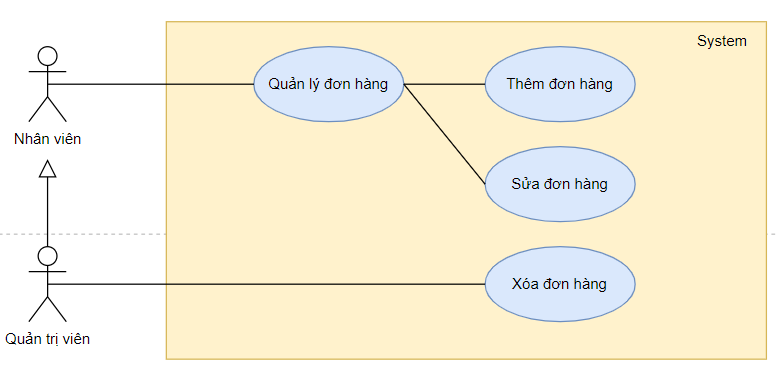 System
Quản lý đơn hàng
Thêm đơn hàng
Nhân viên
Sửa đơn hàng
Xóa đơn hàng
Quản trị viên